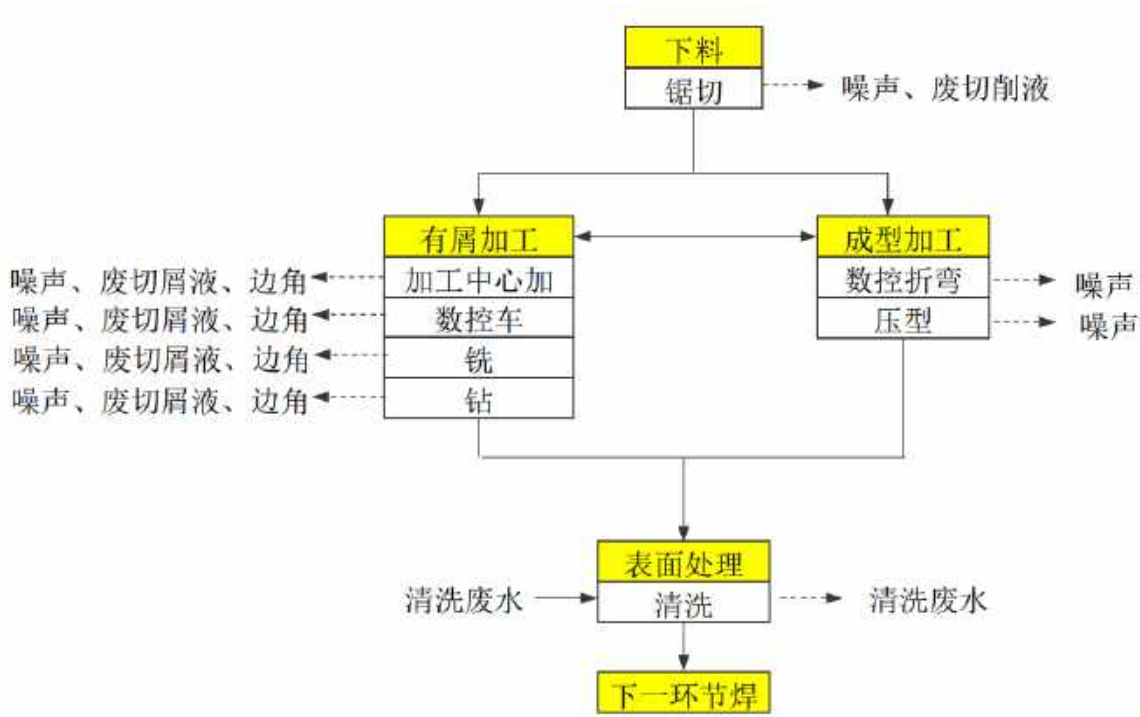 下料
锯切
噪声、废切削液
有屑加工
成型加工
噪声、废切屑液、边角
加工中心加
数控折弯
噪声
噪声、废切屑液、边角
数控车
压型
噪声
噪声、废切屑液、边角
铣
噪声、废切屑液、边角
钻
表面处理
清洗废水
清洗
清洗废水
下一环节焊